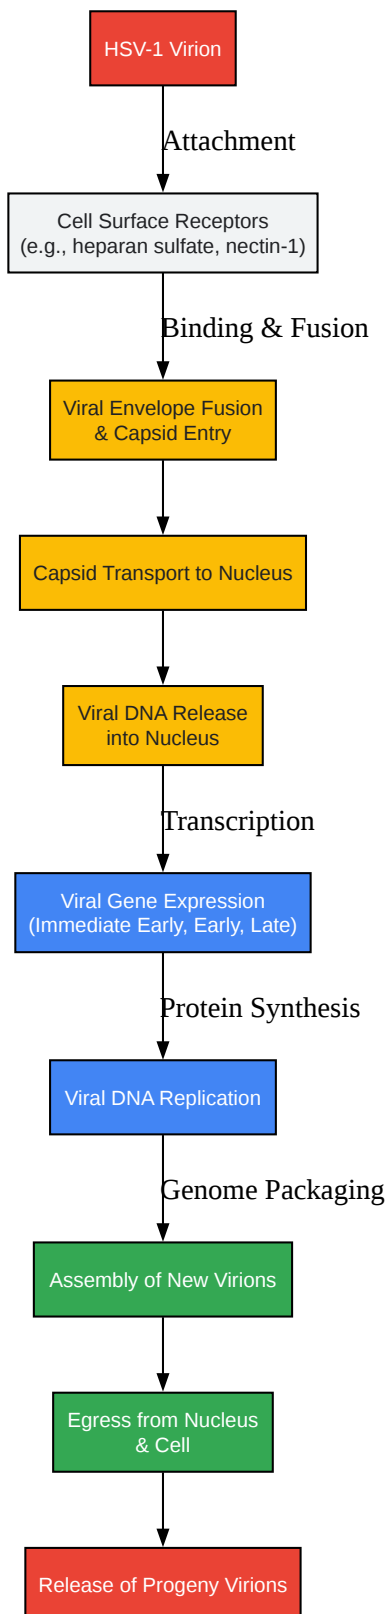 HSV-1 Virion
Attachment
Cell Surface Receptors
(e.g., heparan sulfate, nectin-1)
Binding & Fusion
Viral Envelope Fusion
& Capsid Entry
Capsid Transport to Nucleus
Viral DNA Release
into Nucleus
Transcription
Viral Gene Expression
(Immediate Early, Early, Late)
Protein Synthesis
Viral DNA Replication
Genome Packaging
Assembly of New Virions
Egress from Nucleus
& Cell
Release of Progeny Virions